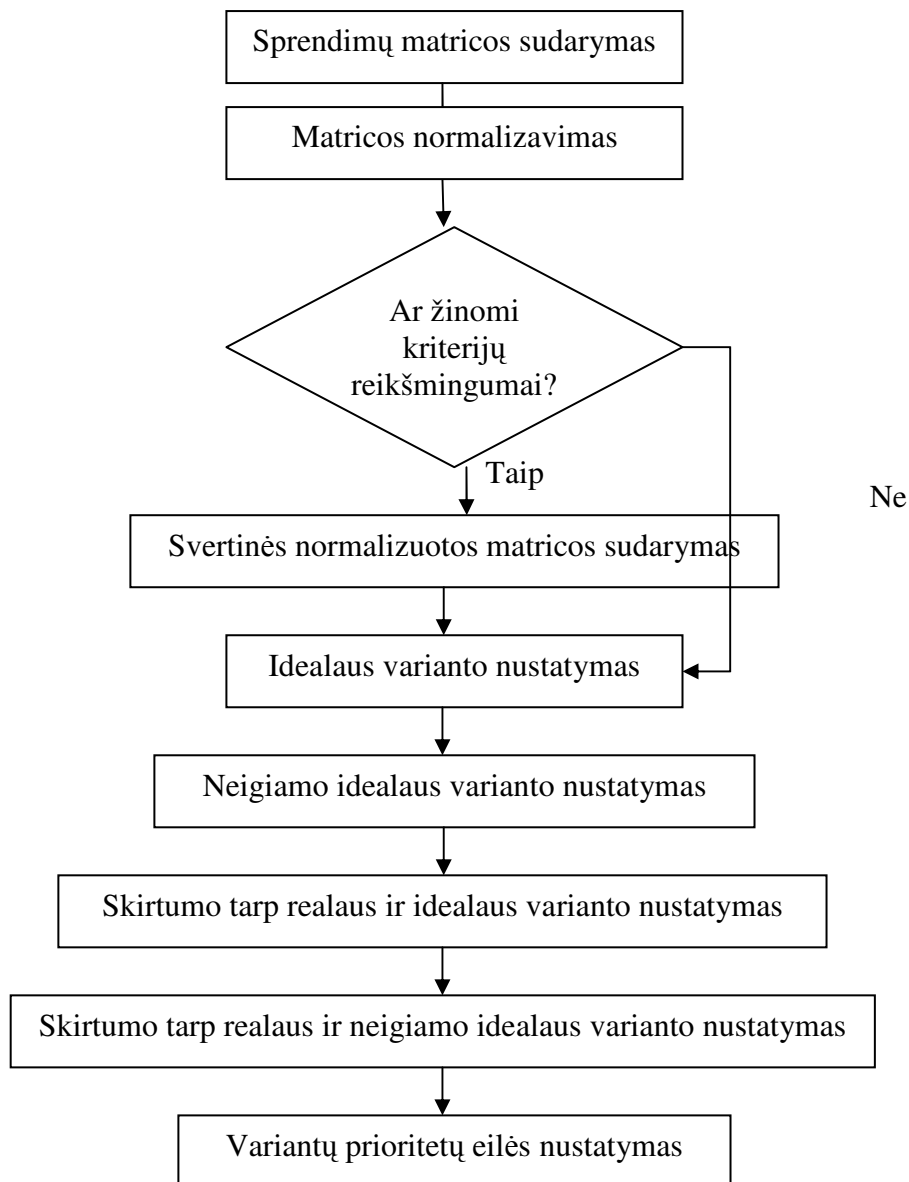 Sprendimų matricos sudarymas
Matricos normalizavimas
Ar žinomi
kriterijų
reikšmingumai?
Taip
Ne
Svertinės normalizuotos matricos sudarymas
Idealaus varianto nustatymas
Neigiamo idealaus varianto nustatymas
Skirtumo tarp realaus ir idealaus varianto nustatymas
Skirtumo tarp realaus ir neigiamo idealaus varianto nustatymas
Variantų prioritetų eilės nustatymas